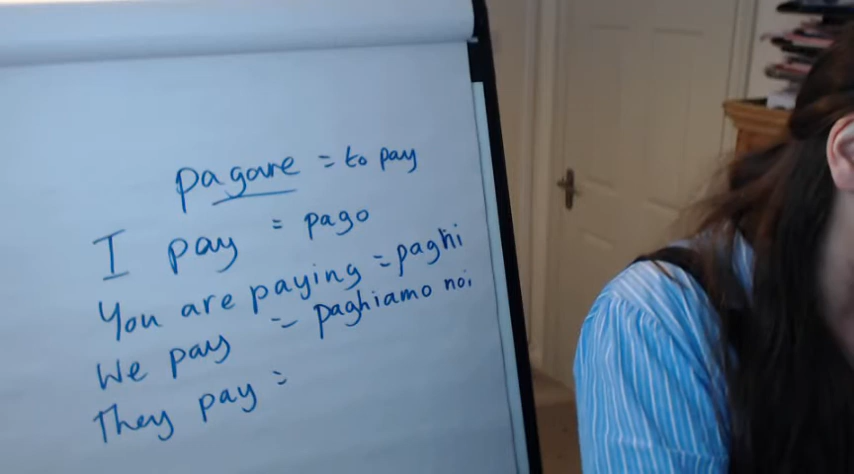 pagare = to pay
I pay = pago
You are paying = paghi
We pay = paghiamo noi
They pay =